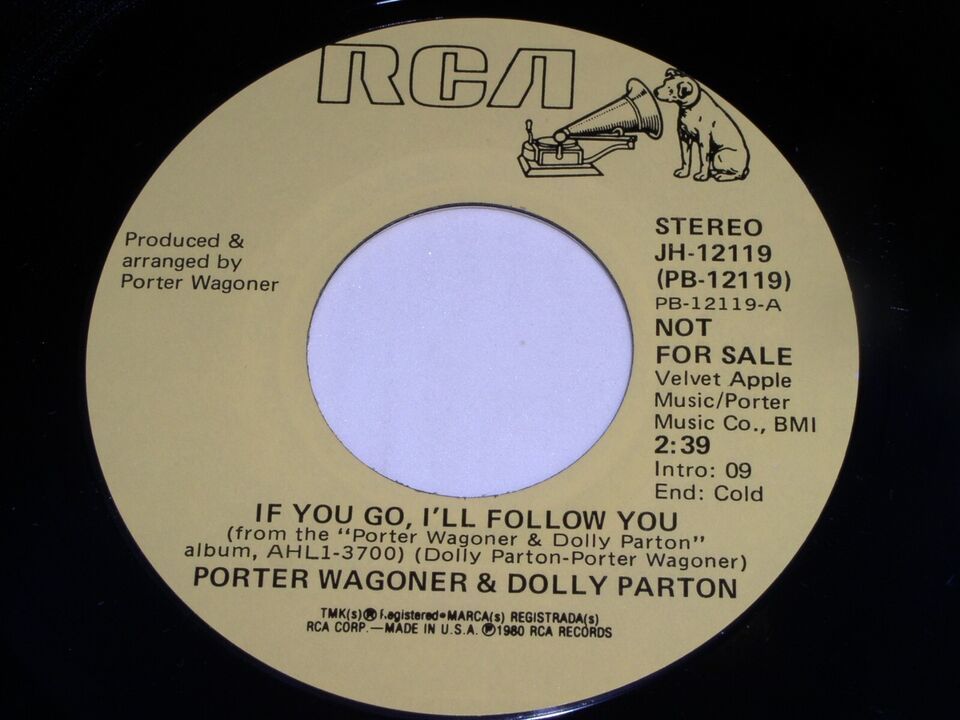 RCA
Produced &
arranged by
Porter Wagoner
STEREO
JH-12119
(PB-12119)
PB-12119-A
NOT
FOR SALE
Velvet Apple
Music/Porter
Music Co., BMI
2:39
Intro: 09
End: Cold
IF YOU GO, I'LL FOLLOW YOU
(from the "Porter Wagoner & Dolly Parton"
album, AHL1-3700) (Dolly Parton-Porter Wagoner)
PORTER WAGONER & DOLLY PARTON
TMK(s) ® Registered • MARCA(s) REGISTRADA(s)
RCA CORP.—MADE IN U.S.A. ℗1980 RCA RECORDS